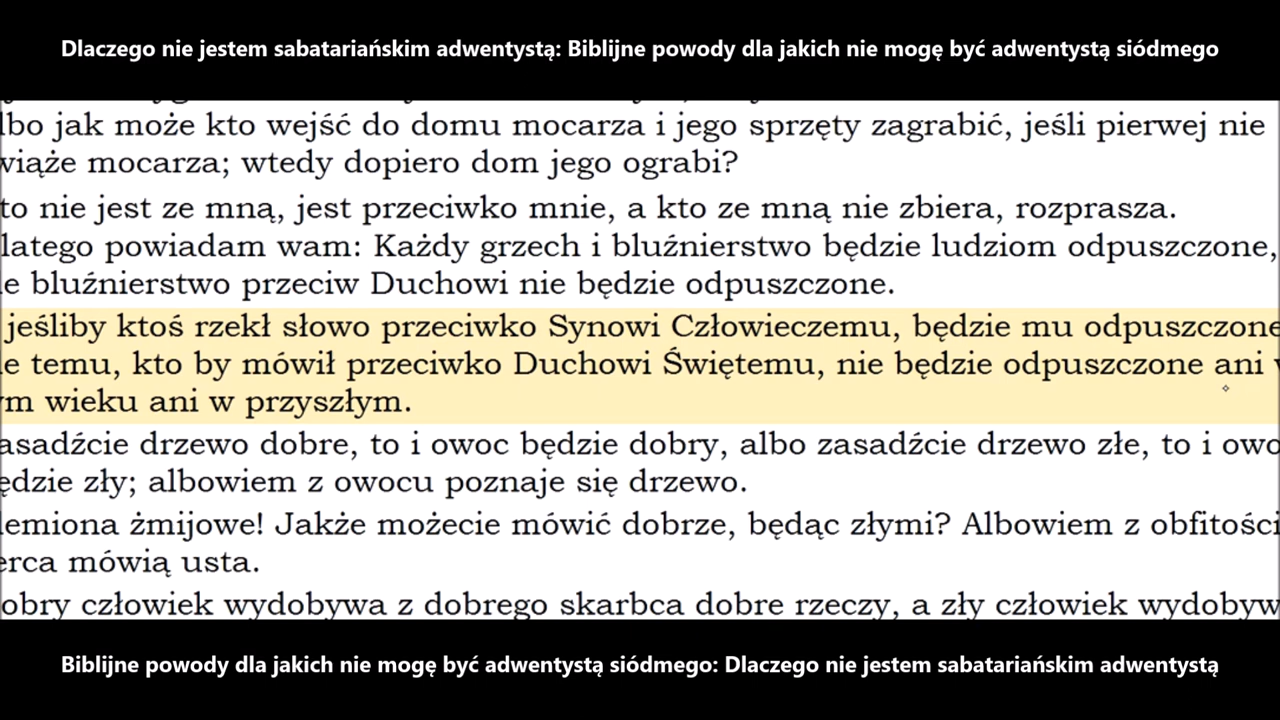 Dlaczego nie jestem sabatariańskim adwentystą: Biblijne powody dla jakich nie mogę być adwentystą siódmego
lbo jak może kto wejść do domu mocarza i jego sprzęty zagrabić, jeśli pierwej nie
wiąże mocarza; wtedy dopiero dom jego ograbi?
to nie jest ze mną, jest przeciwko mnie, a kto ze mną nie zbiera, rozprasza.
latego powiadam wam: Każdy grzech i bluźnierstwo będzie ludziom odpuszczone,
le bluźnierstwo przeciw Duchowi nie będzie odpuszczone.
jeśliby ktoś rzekł słowo przeciwko Synowi Człowieczemu, będzie mu odpuszczone
le temu, kto by mówił przeciwko Duchowi Świętemu, nie będzie odpuszczone ani w
ym wieku ani w przyszłym.
asadźcie drzewo dobre, to i owoc będzie dobry, albo zasadźcie drzewo złe, to i owo
ędzie zły; albowiem z owocu poznaje się drzewo.
lemiona żmijowe! Jakże możecie mówić dobrze, będąc złymi? Albowiem z obfitości
erca mówią usta.
obry człowiek wydobywa z dobrego skarbca dobre rzeczy, a zły człowiek wydobyw
Biblijne powody dla jakich nie mogę być adwentystą siódmego: Dlaczego nie jestem sabatariańskim adwentystą